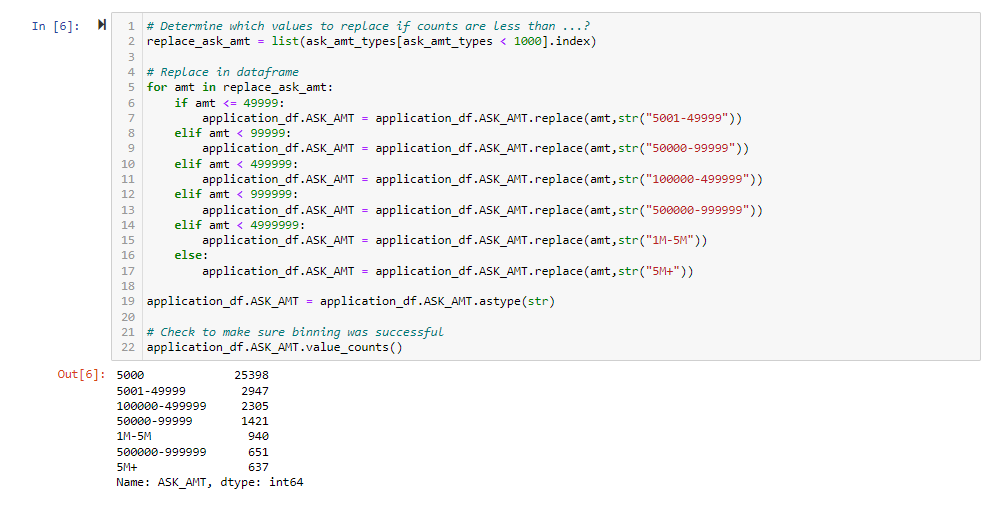 In [6]:
1 # Determine which values to replace if counts are less than ...?
2 replace_ask_amt = list(ask_amt_types[ask_amt_types < 1000].index)
3
4 # Replace in dataframe
5 for amt in replace_ask_amt:
6     if amt <= 49999:
7         application_df.ASK_AMT = application_df.ASK_AMT.replace(amt,str("5001-49999"))
8     elif amt < 99999:
9         application_df.ASK_AMT = application_df.ASK_AMT.replace(amt,str("50000-99999"))
10     elif amt < 499999:
11         application_df.ASK_AMT = application_df.ASK_AMT.replace(amt,str("100000-499999"))
12     elif amt < 999999:
13         application_df.ASK_AMT = application_df.ASK_AMT.replace(amt,str("500000-999999"))
14     elif amt < 4999999:
15         application_df.ASK_AMT = application_df.ASK_AMT.replace(amt,str("1M-5M"))
16     else:
17         application_df.ASK_AMT = application_df.ASK_AMT.replace(amt,str("5M+"))
18
19 application_df.ASK_AMT = application_df.ASK_AMT.astype(str)
20
21 # Check to make sure binning was successful
22 application_df.ASK_AMT.value_counts()
Out[6]: 5000             25398
5001-49999        2947
100000-499999     2305
50000-99999       1421
1M-5M              940
500000-999999      651
5M+                637
Name: ASK_AMT, dtype: int64